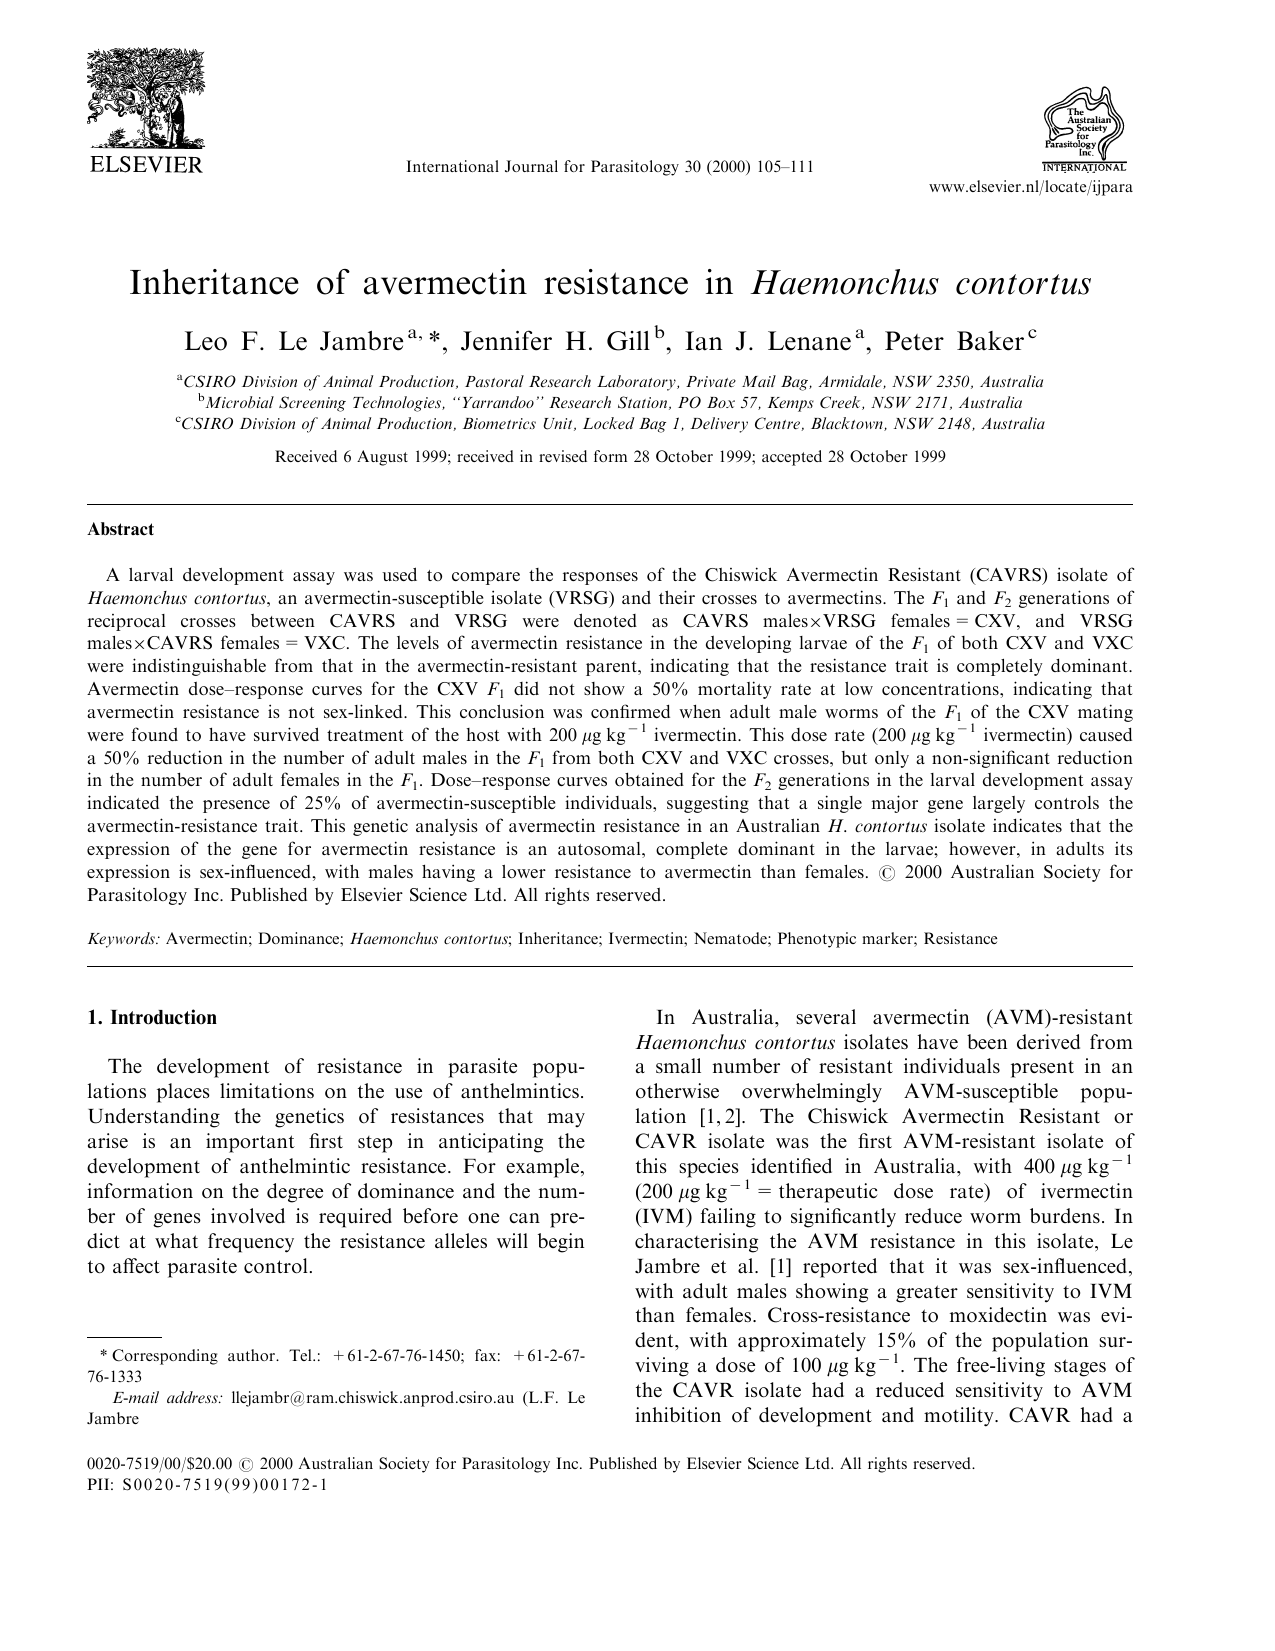 ELSEVIER
International Journal for Parasitology 30 (2000) 105–111
The
Australian
Society
for
Parasitology
Inc.
INTERNATIONAL
www.elsevier.nl/locate/ijpara
Inheritance of avermectin resistance in Haemonchus contortus
Leo F. Le Jambre a, *, Jennifer H. Gill b, Ian J. Lenane a, Peter Baker c
aCSIRO Division of Animal Production, Pastoral Research Laboratory, Private Mail Bag, Armidale, NSW 2350, Australia
bMicrobial Screening Technologies, “Yarrandoo” Research Station, PO Box 57, Kemps Creek, NSW 2171, Australia
cCSIRO Division of Animal Production, Biometrics Unit, Locked Bag 1, Delivery Centre, Blacktown, NSW 2148, Australia
Received 6 August 1999; received in revised form 28 October 1999; accepted 28 October 1999
Abstract
A larval development assay was used to compare the responses of the Chiswick Avermectin Resistant (CAVRS) isolate of
Haemonchus contortus, an avermectin-susceptible isolate (VRSG) and their crosses to avermectins. The F1 and F2 generations of
reciprocal crosses between CAVRS and VRSG were denoted as CAVRS males×VRSG females = CXV, and VRSG
males×CAVRS females = VXC. The levels of avermectin resistance in the developing larvae of the F1 of both CXV and VXC
were indistinguishable from that in the avermectin-resistant parent, indicating that the resistance trait is completely dominant.
Avermectin dose–response curves for the CXV F1 did not show a 50% mortality rate at low concentrations, indicating that
avermectin resistance is not sex-linked. This conclusion was confirmed when adult male worms of the F1 of the CXV mating
were found to have survived treatment of the host with 200 μg kg−1 ivermectin. This dose rate (200 μg kg−1 ivermectin) caused
a 50% reduction in the number of adult males in the F1 from both CXV and VXC crosses, but only a non-significant reduction
in the number of adult females in the F1. Dose–response curves obtained for the F2 generations in the larval development assay
indicated the presence of 25% of avermectin-susceptible individuals, suggesting that a single major gene largely controls the
avermectin-resistance trait. This genetic analysis of avermectin resistance in an Australian H. contortus isolate indicates that the
expression of the gene for avermectin resistance is an autosomal, complete dominant in the larvae; however, in adults its
expression is sex-influenced, with males having a lower resistance to avermectin than females. © 2000 Australian Society for
Parasitology Inc. Published by Elsevier Science Ltd. All rights reserved.
Keywords: Avermectin; Dominance; Haemonchus contortus; Inheritance; Ivermectin; Nematode; Phenotypic marker; Resistance
1. Introduction
The development of resistance in parasite popu-
lations places limitations on the use of anthelmintics.
Understanding the genetics of resistances that may
arise is an important first step in anticipating the
development of anthelmintic resistance. For example,
information on the degree of dominance and the num-
ber of genes involved is required before one can pre-
dict at what frequency the resistance alleles will begin
to affect parasite control.
* Corresponding author. Tel.: +61-2-67-76-1450; fax: +61-2-67-
76-1333
E-mail address: llejambr@ram.chiswick.anprod.csiro.au (L.F. Le
Jambre
In Australia, several avermectin (AVM)-resistant
Haemonchus contortus isolates have been derived from
a small number of resistant individuals present in an
otherwise overwhelmingly AVM-susceptible popu-
lation [1, 2]. The Chiswick Avermectin Resistant or
CAVR isolate was the first AVM-resistant isolate of
this species identified in Australia, with 400 μg kg−1
(200 μg kg−1 = therapeutic dose rate) of ivermectin
(IVM) failing to significantly reduce worm burdens. In
characterising the AVM resistance in this isolate, Le
Jambre et al. [1] reported that it was sex-influenced,
with adult males showing a greater sensitivity to IVM
than females. Cross-resistance to moxidectin was evi-
dent, with approximately 15% of the population sur-
viving a dose of 100 μg kg−1. The free-living stages of
the CAVR isolate had a reduced sensitivity to AVM
inhibition of development and motility. CAVR had a
0020-7519/00/$20.00 © 2000 Australian Society for Parasitology Inc. Published by Elsevier Science Ltd. All rights reserved.
PII: S0020-7519(99)00172-1